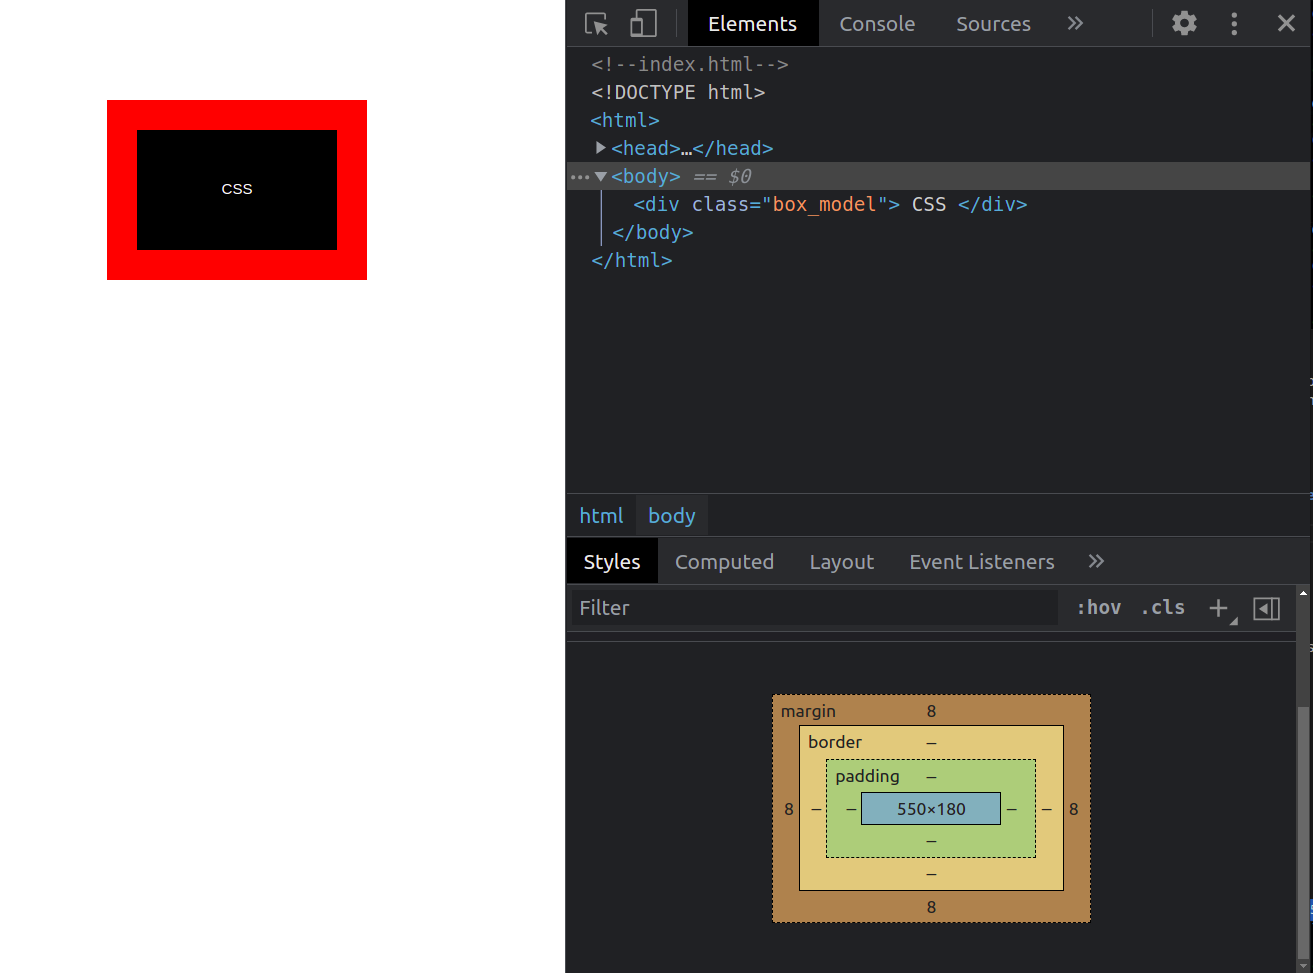 CSS
Elements Console Sources
<!--index.html-->
<!DOCTYPE html>
<html>
<head>…</head>
<body> == $0
<div class="box_model"> CSS </div>
</body>
</html>
html body
Styles Computed Layout Event Listeners
Filter :hov .cls
margin 8
border –
padding –
8 – – 550×180 – – 8
–
–
8